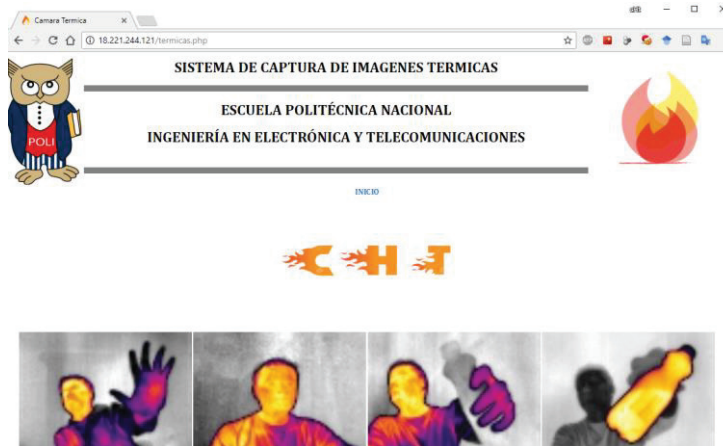 Camara Termica
18.221.244.121/termicas.php
SISTEMA DE CAPTURA DE IMAGENES TERMICAS
ESCUELA POLITÉCNICA NACIONAL
INGENIERÍA EN ELECTRÓNICA Y TELECOMUNICACIONES
POLI
INICIO
C H T